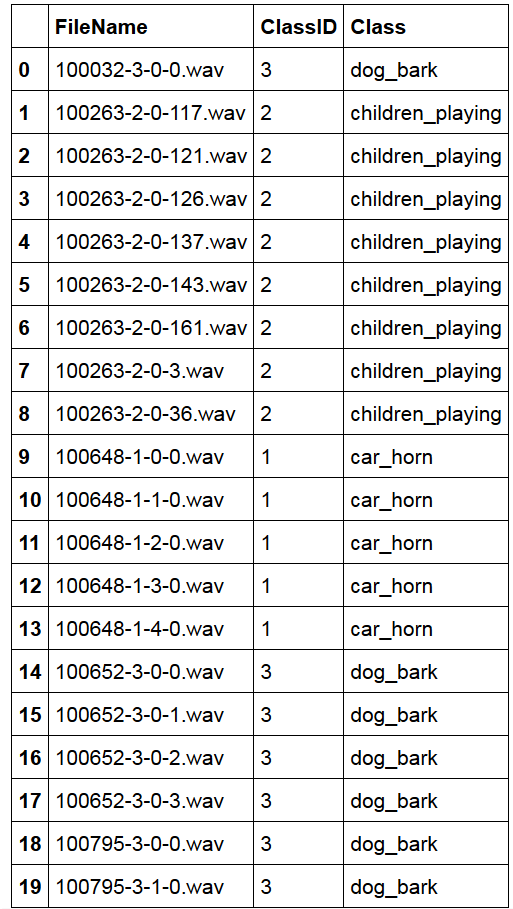 FileName ClassID Class
0 100032-3-0-0.wav 3 dog_bark
1 100263-2-0-117.wav 2 children_playing
2 100263-2-0-121.wav 2 children_playing
3 100263-2-0-126.wav 2 children_playing
4 100263-2-0-137.wav 2 children_playing
5 100263-2-0-143.wav 2 children_playing
6 100263-2-0-161.wav 2 children_playing
7 100263-2-0-3.wav 2 children_playing
8 100263-2-0-36.wav 2 children_playing
9 100648-1-0-0.wav 1 car_horn
10 100648-1-1-0.wav 1 car_horn
11 100648-1-2-0.wav 1 car_horn
12 100648-1-3-0.wav 1 car_horn
13 100648-1-4-0.wav 1 car_horn
14 100652-3-0-0.wav 3 dog_bark
15 100652-3-0-1.wav 3 dog_bark
16 100652-3-0-2.wav 3 dog_bark
17 100652-3-0-3.wav 3 dog_bark
18 100795-3-0-0.wav 3 dog_bark
19 100795-3-1-0.wav 3 dog_bark